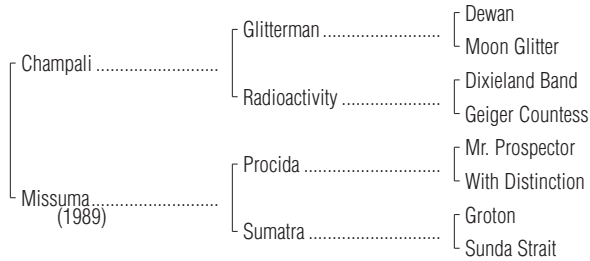 Dewan
Glitterman
Moon Glitter
Champali
Dixieland Band
Radioactivity
Geiger Countess
Mr. Prospector
Procida
With Distinction
Missuma
(1989)
Groton
Sumatra
Sunda Strait